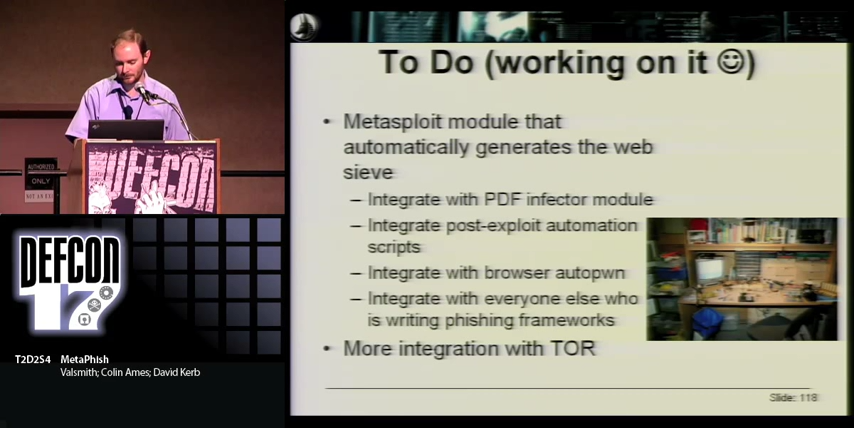 AUTHORIZED
ONLY
DEFCON
DEFCON
17
T2D2S4 MetaPhish
Valsmith; Colin Ames; David Kerb
To Do (working on it ☺)
• Metasploit module that
automatically generates the web
sieve
– Integrate with PDF infector module
– Integrate post-exploit automation
scripts
– Integrate with browser autopwn
– Integrate with everyone else who
is writing phishing frameworks
• More integration with TOR
Slide: 118